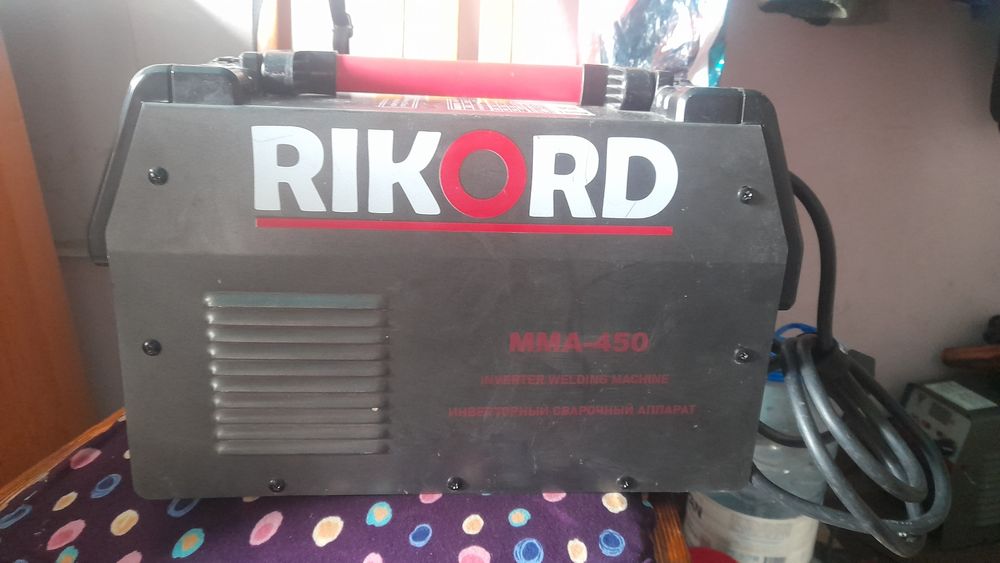 RIKORD
MMA-450
INVERTER WELDING MACHINE
ИНВЕРТОРНЫЙ СВАРОЧНЫЙ АППАРАТ